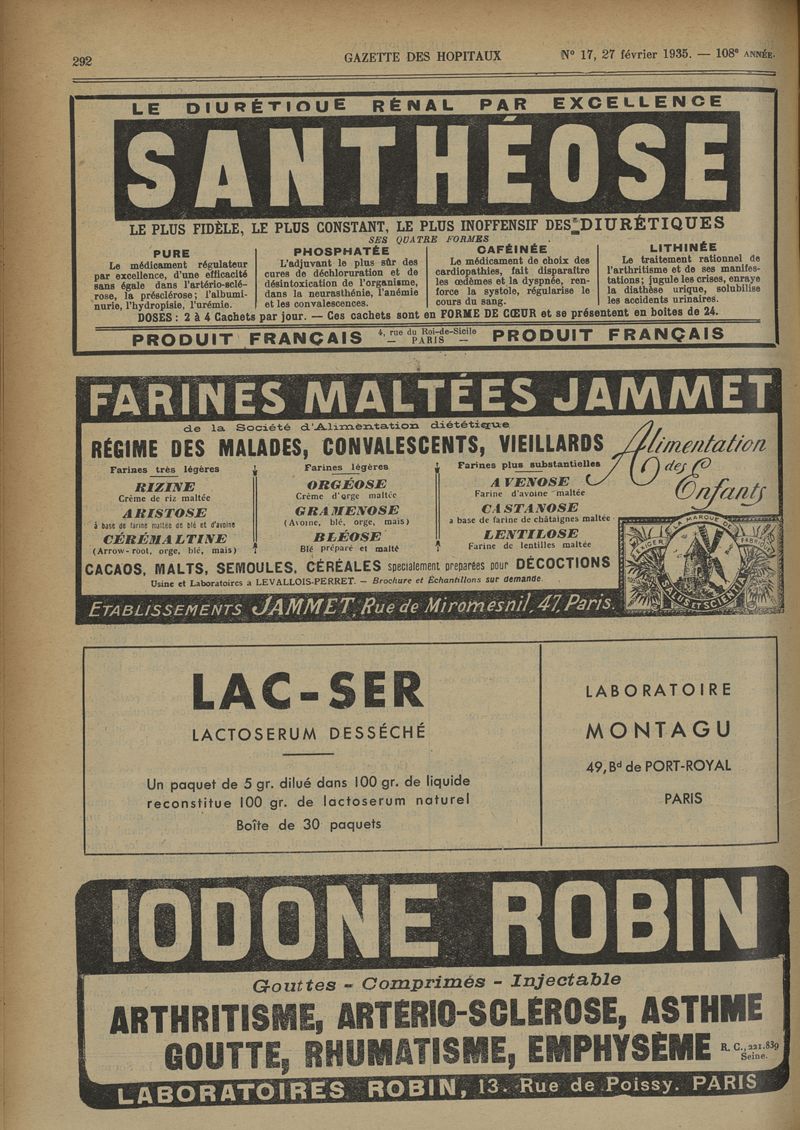 292 GAZETTE DES HOPITAUX N° 17, 27 février 1935. — 108e ANNÉE.
LE DIURÉTIQUE RÉNAL PAR EXCELLENCE
SANTHÉOSE
LE PLUS FIDÈLE, LE PLUS CONSTANT, LE PLUS INOFFENSIF DES DIURÉTIQUES
SES QUATRE FORMES
PURE
Le médicament régulateur
par excellence, d'une efficacité
sans égale dans l'artério-sclé-
rose, la présclérose; l'albumi-
nurie, l'hydropisie, l'urémie.
PHOSPHATÉE
L'adjuvant le plus sûr des
cures de déchloruration et de
désintoxication de l'organisme,
dans la neurasthénie, l'anémie
et les convalescences.
CAFÉINÉE
Le médicament de choix des
cardiopathies, fait disparaître
les œdèmes et la dyspnée, ren-
force la systole, régularise le
cours du sang.
LITHINÉE
Le traitement rationnel de
l'arthritisme et de ses manifes-
tations; jugule les crises, enraye
la diathèse urique, solubilise
les accidents urinaires.
DOSES: 2 à 4 Cachets par jour. — Ces cachets sont en FORME DE CŒUR et se présentent en boîtes de 24.
PRODUIT FRANÇAIS 4, rue du Roi-de-Sicile — PARIS — PRODUIT FRANÇAIS
FARINES MALTÉES JAMMET
de la Société d'Alimentation diététique
RÉGIME DES MALADES, CONVALESCENTS, VIEILLARDS
Alimentation
des
Enfants
Farines très légères
RIZINE
Crème de riz maltée
ARISTOSE
à base de farine maltée de blé et d'avoine
CÉRÉMALTINE
(Arrow-root, orge, blé, mais)
Farines légères
ORGÉOSE
Crème d'orge maltée
GRAMENOSE
(Avoine, blé, orge, mais)
BLÉOSE
Blé préparé et malté
Farines plus substantielles
AVENOSE
Farine d'avoine maltée
CASTANOSE
a base de farine de châtaignes maltée
LENTILOSE
Farine de lentilles maltée
EXIGER LA MARQUE DE FABRIQUE
SALUS ET SCIENTIA
CACAOS, MALTS, SEMOULES, CÉRÉALES spécialement préparées pour DÉCOCTIONS
Usine et Laboratoires a LEVALLOIS-PERRET. — Brochure et Échantillons sur demande
ETABLISSEMENTS JAMMET, Rue de Miromesnil, 47, Paris.
LAC-SER
LACTOSERUM DESSÉCHÉ
Un paquet de 5 gr. dilué dans 100 gr. de liquide
reconstitue 100 gr. de lactoserum naturel
Boîte de 30 paquets
LABORATOIRE
MONTAGU
49, Bd de PORT-ROYAL
PARIS
IODONE ROBIN
Gouttes - Comprimés - Injectable
ARTHRITISME, ARTÉRIO-SCLÉROSE, ASTHME
GOUTTE, RHUMATISME, EMPHYSÈME R. C., 221.839 Seine.
LABORATOIRES ROBIN, 13. Rue de Poissy. PARIS